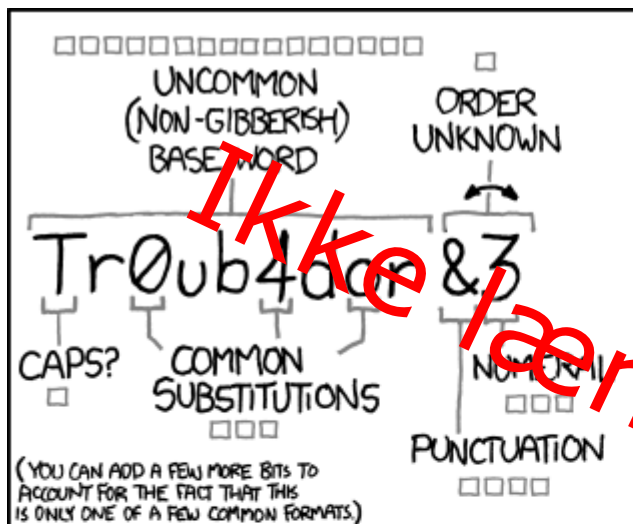 UNCOMMON
(NON-GIBBERISH)
BASE WORD
ORDER
UNKNOWN
Tr0ub4dor &3
CAPS?
COMMON
SUBSTITUTIONS
NUMERAL
PUNCTUATION
(YOU CAN ADD A FEW MORE BITS TO
ACCOUNT FOR THE FACT THAT THIS
IS ONLY ONE OF A FEW COMMON FORMATS.)
Ikke lær